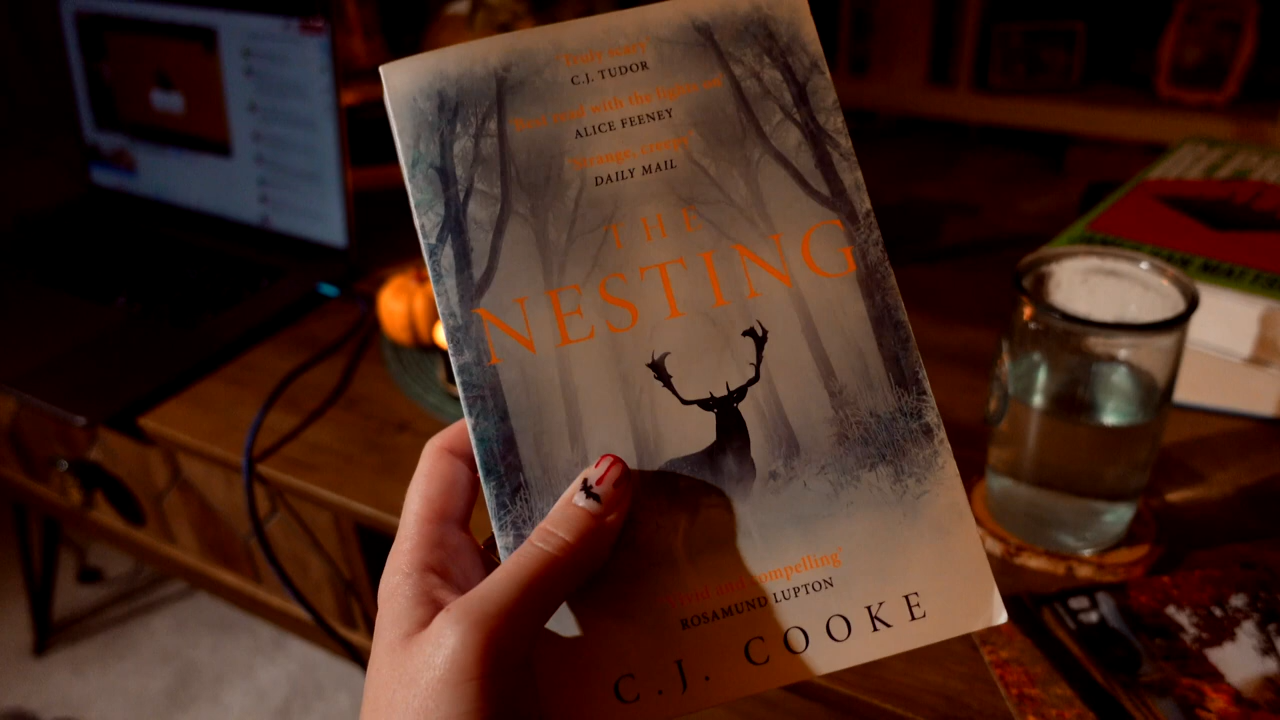 'Truly scary'
C.J. TUDOR
'Best read with the lights on'
ALICE FEENEY
'Strange, creepy'
DAILY MAIL
THE
NESTING
'Vivid and compelling'
ROSAMUND LUPTON
C.J. COOKE